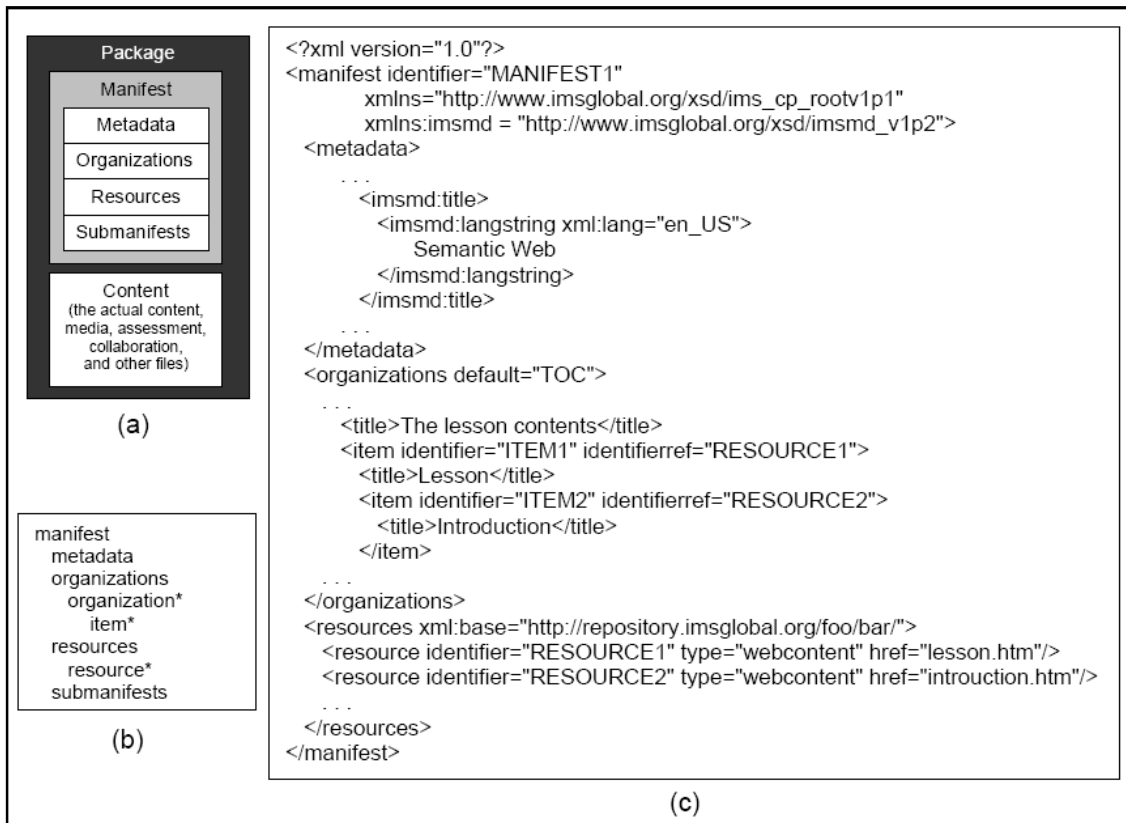 Package
Manifest
Metadata
Organizations
Resources
Submanifests
Content
(the actual content,
media, assessment,
collaboration,
and other files)
(a)
manifest
metadata
organizations
organization*
item*
resources
resource*
submanifests
(b)
<?xml version="1.0"?>
<manifest identifier="MANIFEST1"
xmlns="http://www.imsglobal.org/xsd/ims_cp_rootv1p1"
xmlns:imsmd = "http://www.imsglobal.org/xsd/imsmd_v1p2">
<metadata>
. . .
<imsmd:title>
<imsmd:langstring xml:lang="en_US">
Semantic Web
</imsmd:langstring>
</imsmd:title>
. . .
</metadata>
<organizations default="TOC">
. . .
<title>The lesson contents</title>
<item identifier="ITEM1" identifierref="RESOURCE1">
<title>Lesson</title>
<item identifier="ITEM2" identifierref="RESOURCE2">
<title>Introduction</title>
</item>
. . .
</organizations>
<resources xml:base="http://repository.imsglobal.org/foo/bar/">
<resource identifier="RESOURCE1" type="webcontent" href="lesson.htm"/>
<resource identifier="RESOURCE2" type="webcontent" href="introuction.htm"/>
. . .
</resources>
</manifest>
(c)